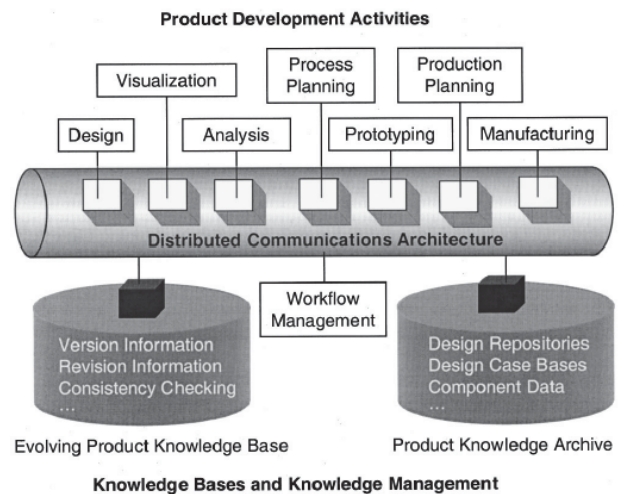 Product Development Activities
Visualization
Process
Planning
Production
Planning
Design
Analysis
Prototyping
Manufacturing
Distributed Communications Architecture
Workflow
Management
Version Information
Revision Information
Consistency Checking
...
Design Repositories
Design Case Bases
Component Data
...
Evolving Product Knowledge Base
Product Knowledge Archive
Knowledge Bases and Knowledge Management